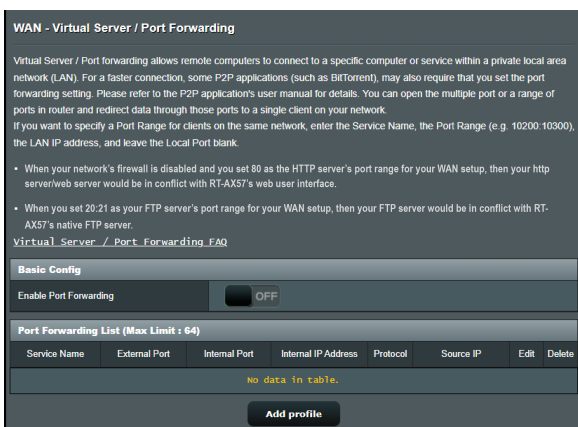 WAN - Virtual Server / Port Forwarding
Virtual Server / Port forwarding allows remote computers to connect to a specific computer or service within a private local area
network (LAN). For a faster connection, some P2P applications (such as BitTorrent), may also require that you set the port
forwarding setting. Please refer to the P2P application's user manual for details. You can open the multiple port or a range of
ports in router and redirect data through those ports to a single client on your network.
If you want to specify a Port Range for clients on the same network, enter the Service Name, the Port Range (e.g. 10200:10300),
the LAN IP address, and leave the Local Port blank.
• When your network's firewall is disabled and you set 80 as the HTTP server's port range for your WAN setup, then your http
server/web server would be in conflict with RT-AX57's web user interface.
• When you set 20:21 as your FTP server's port range for your WAN setup, then your FTP server would be in conflict with RT-
AX57's native FTP server.
Virtual Server / Port Forwarding FAQ
Basic Config
Enable Port Forwarding OFF
Port Forwarding List (Max Limit : 64)
Service Name External Port Internal Port Internal IP Address Protocol Source IP Edit Delete
No data in table.
Add profile